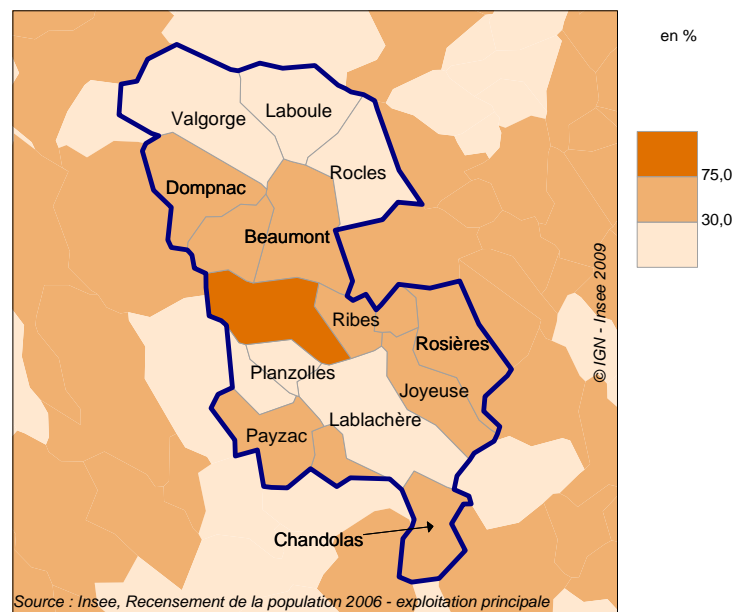 en %
75,0
30,0
Valgorge
Laboule
Rocles
Dompnac
Beaumont
Ribes
Rosières
Planzolles
Joyeuse
Lablachère
Payzac
Chandolas
© IGN - Insee 2009
Source : Insee, Recensement de la population 2006 - exploitation principale